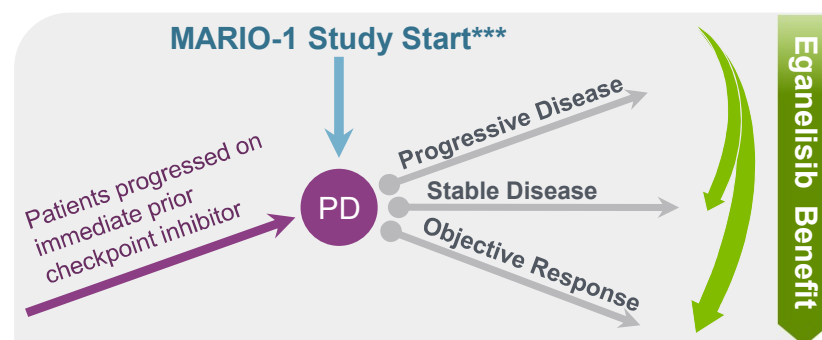 MARIO-1 Study Start***
Patients progressed on
immediate prior
checkpoint inhibitor
PD
Progressive Disease
Stable Disease
Objective Response
Eganelisib Benefit